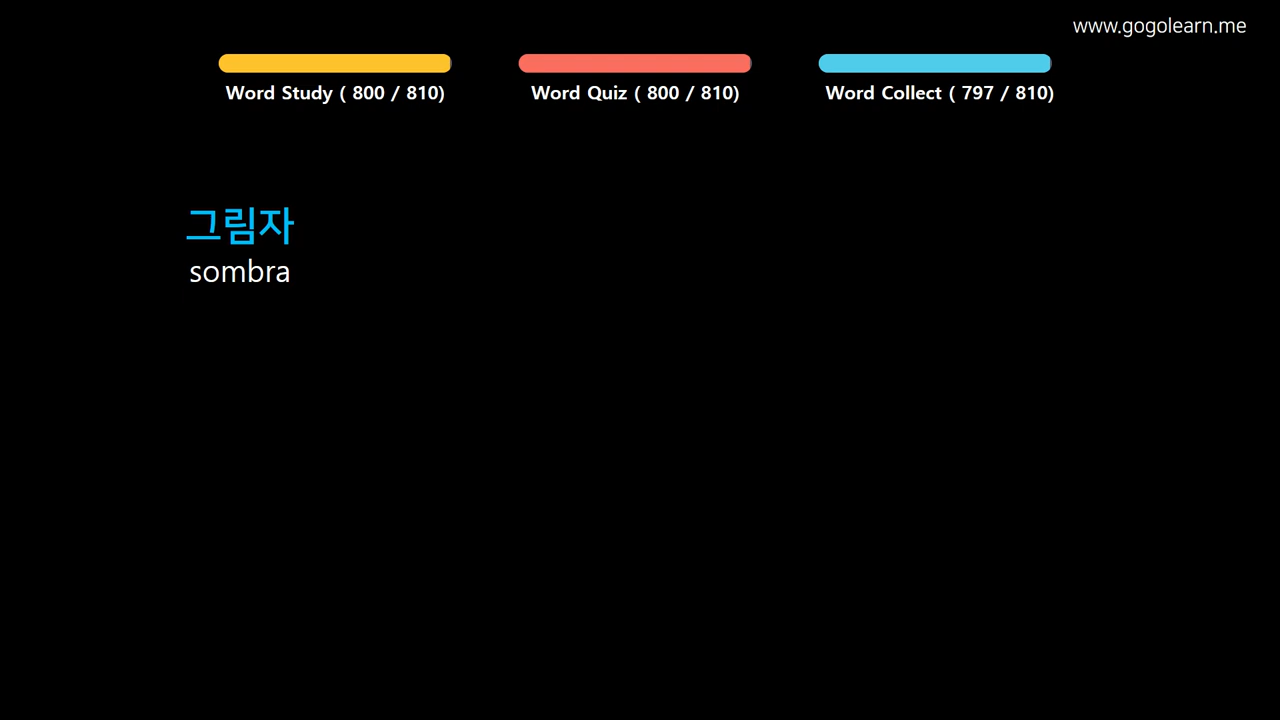 www.gogolearn.me
Word Study ( 800 / 810)
Word Quiz ( 800 / 810)
Word Collect ( 797 / 810)
그림자
sombra